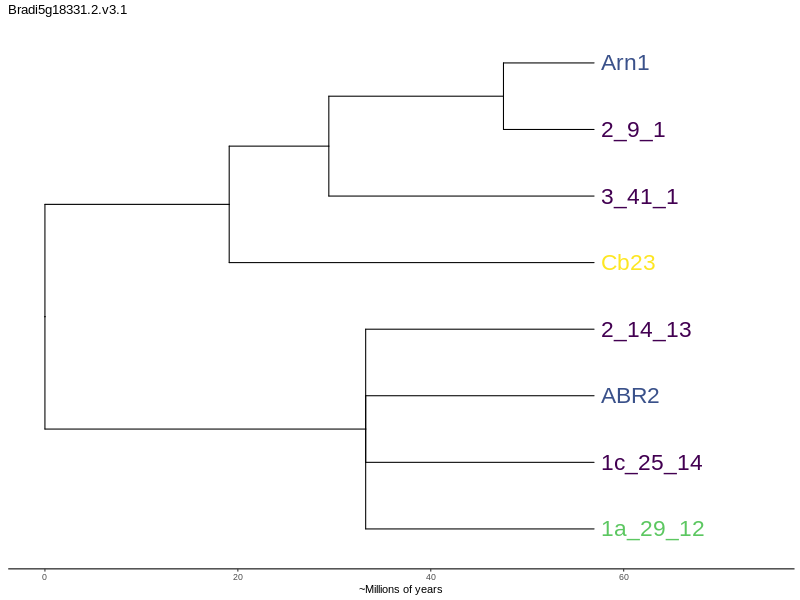 Bradi5g18331.2.v3.1
Arn1
2_9_1
3_41_1
Cb23
2_14_13
ABR2
1c_25_14
1a_29_12
0 20 40 60
~Millions of years